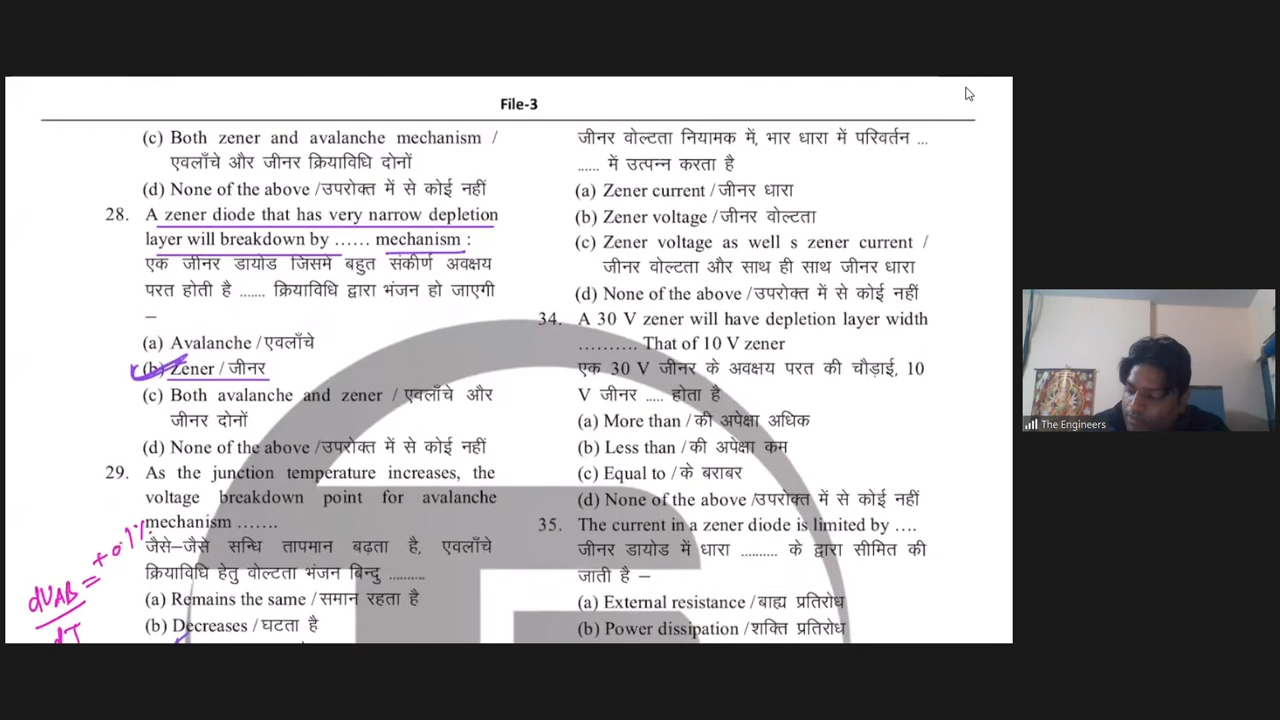 File-3
(c) Both zener and avalanche mechanism /
एवलाँचे और जीनर क्रियाविधि दोनों
(d) None of the above /उपरोक्त में से कोई नहीं
28. A zener diode that has very narrow depletion
layer will breakdown by ...... mechanism :
एक जीनर डायोड जिसमें बहुत संकीर्ण अवक्षय
परत होती है ....... क्रियाविधि द्वारा भंजन हो जाएगी
–
(a) Avalanche /एवलाँचे
(b) Zener /जीनर
(c) Both avalanche and zener / एवलाँचे और
जीनर दोनों
(d) None of the above /उपरोक्त में से कोई नहीं
29. As the junction temperature increases, the
voltage breakdown point for avalanche
mechanism .......
जैसे–जैसे सन्धि तापमान बढ़ता है, एवलाँचे
क्रियाविधि हेतु वोल्टता भंजन बिन्दु ..........
(a) Remains the same /समान रहता है
(b) Decreases /घटता है
dVAB = +0.1%
dT
जीनर वोल्टता नियामक में, भार धारा में परिवर्तन ...
...... में उत्पन्न करता है
(a) Zener current /जीनर धारा
(b) Zener voltage /जीनर वोल्टता
(c) Zener voltage as well s zener current /
जीनर वोल्टता और साथ ही साथ जीनर धारा
(d) None of the above /उपरोक्त में से कोई नहीं
34. A 30 V zener will have depletion layer width
.......... That of 10 V zener
एक 30 V जीनर के अवक्षय परत की चौड़ाई, 10
V जीनर ..... होता है
(a) More than /की अपेक्षा अधिक
(b) Less than /की अपेक्षा कम
(c) Equal to /के बराबर
(d) None of the above /उपरोक्त में से कोई नहीं
35. The current in a zener diode is limited by ....
जीनर डायोड में धारा .......... के द्वारा सीमित की
जाती है –
(a) External resistance /बाह्य प्रतिरोध
(b) Power dissipation /शक्ति प्रतिरोध
The Engineers